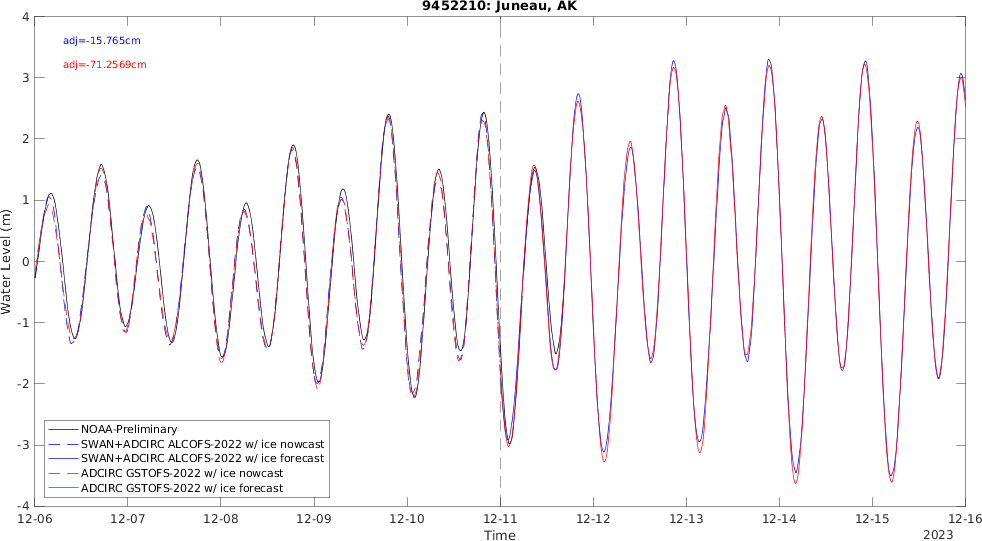 9452210: Juneau, AK
adj=-15.765cm
adj=-71.2569cm
4
3
2
1
0
-1
-2
-3
-4
Water Level (m)
NOAA-Preliminary
SWAN+ADCIRC ALCOFS-2022 w/ ice nowcast
SWAN+ADCIRC ALCOFS-2022 w/ ice forecast
ADCIRC GSTOFS-2022 w/ ice nowcast
ADCIRC GSTOFS-2022 w/ ice forecast
12-06 12-07 12-08 12-09 12-10 12-11 12-12 12-13 12-14 12-15 12-16
Time
2023